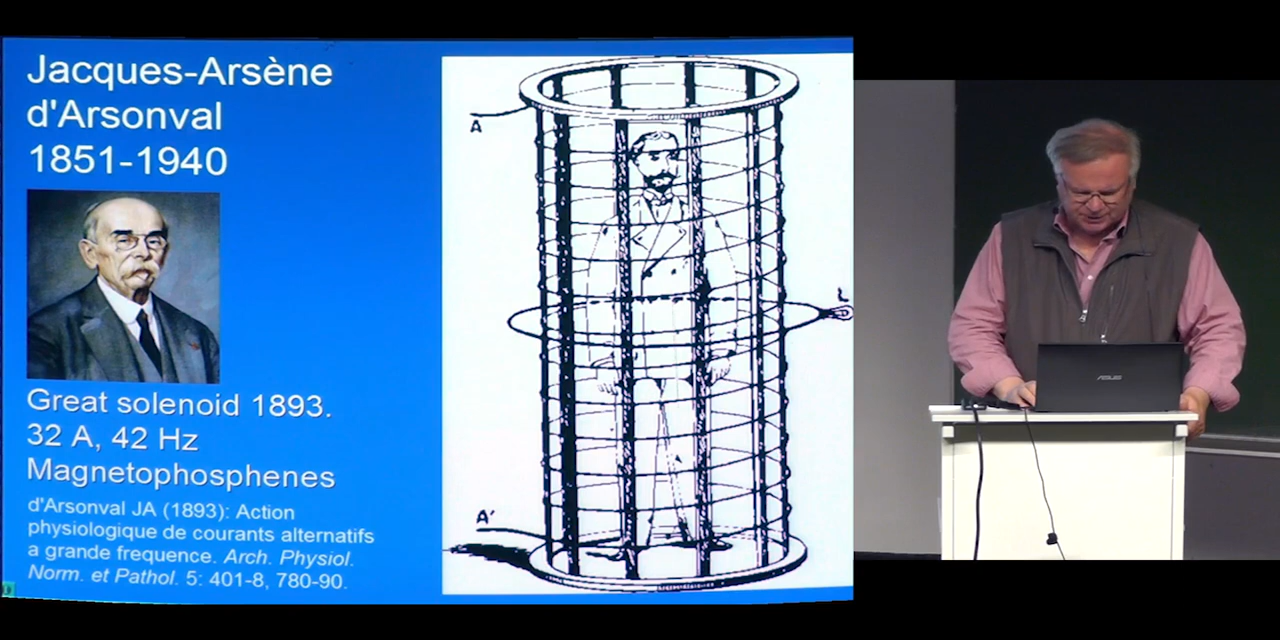 Jacques-Arsène
d'Arsonval
1851-1940
Great solenoid 1893.
32 A, 42 Hz
Magnetophosphenes
d'Arsonval JA (1893): Action
physiologique de courants alternatifs
a grande frequence. Arch. Physiol.
Norm. et Pathol. 5: 401-8, 780-90.
A
L
A'
ASUS